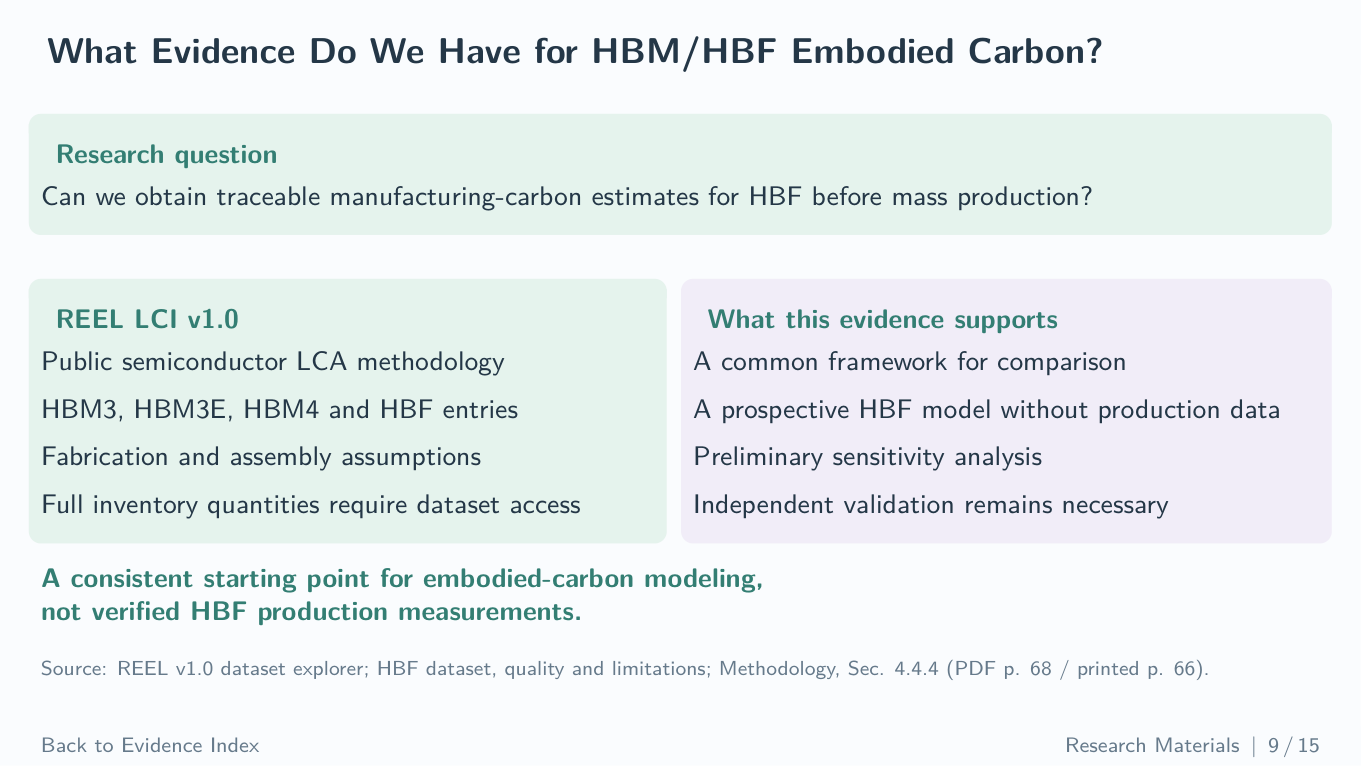 What Evidence Do We Have for HBM/HBF Embodied Carbon?
Research question
Can we obtain traceable manufacturing-carbon estimates for HBF before mass production?
REEL LCI v1.0
Public semiconductor LCA methodology
HBM3, HBM3E, HBM4 and HBF entries
Fabrication and assembly assumptions
Full inventory quantities require dataset access
What this evidence supports
A common framework for comparison
A prospective HBF model without production data
Preliminary sensitivity analysis
Independent validation remains necessary
A consistent starting point for embodied-carbon modeling,
not verified HBF production measurements.
Source: REEL v1.0 dataset explorer; HBF dataset, quality and limitations; Methodology, Sec. 4.4.4 (PDF p. 68 / printed p. 66).
Back to Evidence Index
Research Materials | 9 / 15